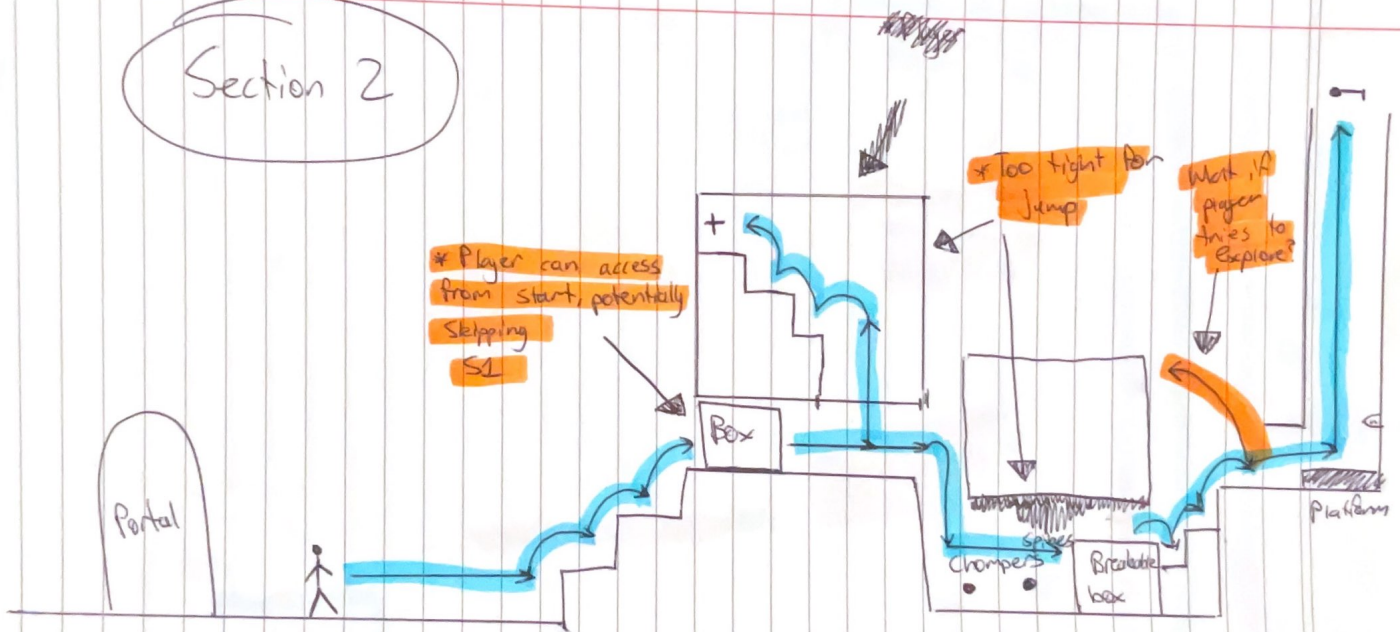 Section 2
* Too tight for
Jump
What if
player
tries to
explore?
+
* Player can access
from start, potentially
Skipping
S1
Box
Portal
Platform
spikes
Chompers
Breakable
box